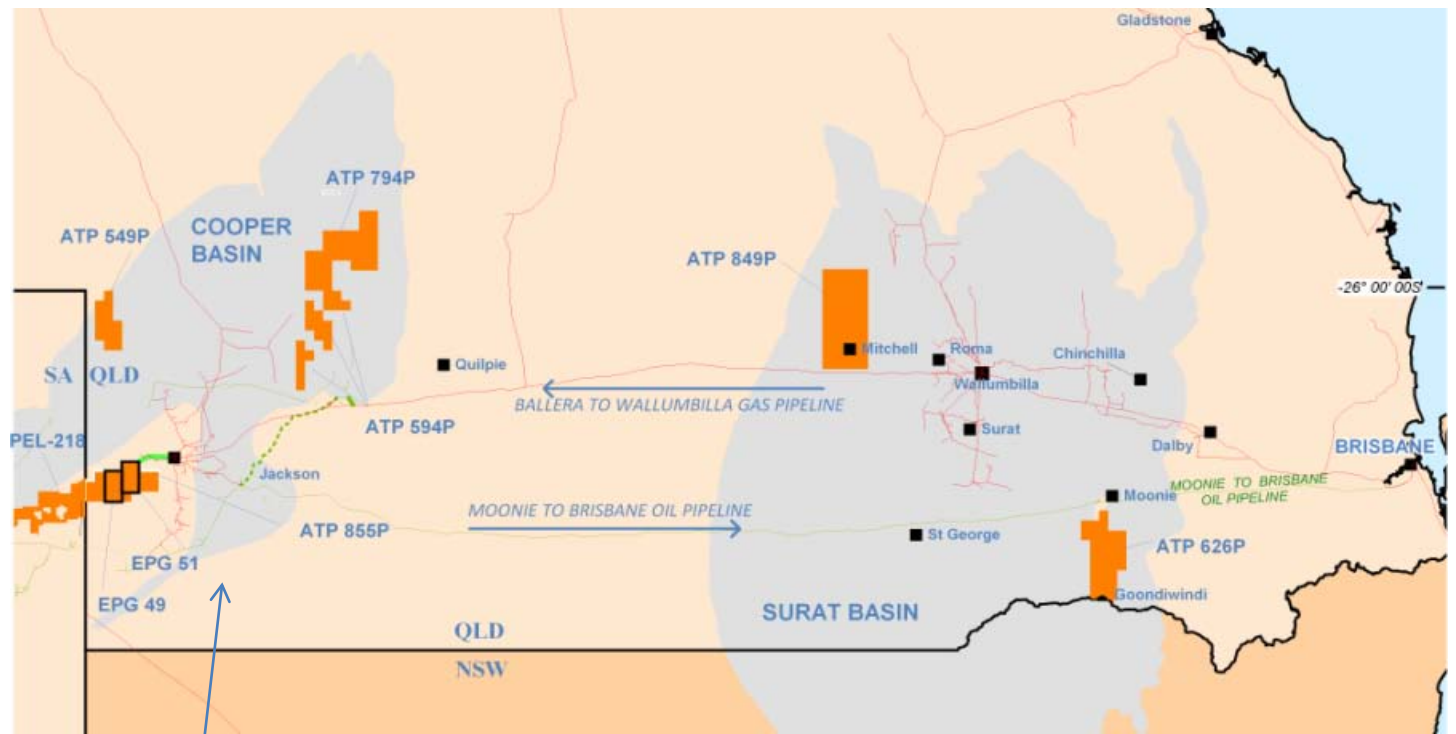 Gladstone
ATP 794P
COOPER
BASIN
ATP 549P
ATP 849P
-26° 00' 00S'
Mitchell
Roma
Chinchilla
Quilpie
SA
QLD
Wallumbilla
BALLERA TO WALLUMBILLA GAS PIPELINE
ATP 594P
Surat
PEL-218
Dalby
BRISBANE
Jackson
MOONIE TO BRISBANE
OIL PIPELINE
Moonie
MOONIE TO BRISBANE OIL PIPELINE
ATP 855P
St George
ATP 626P
EPG 51
EPG 49
Goondiwindi
SURAT BASIN
QLD
NSW